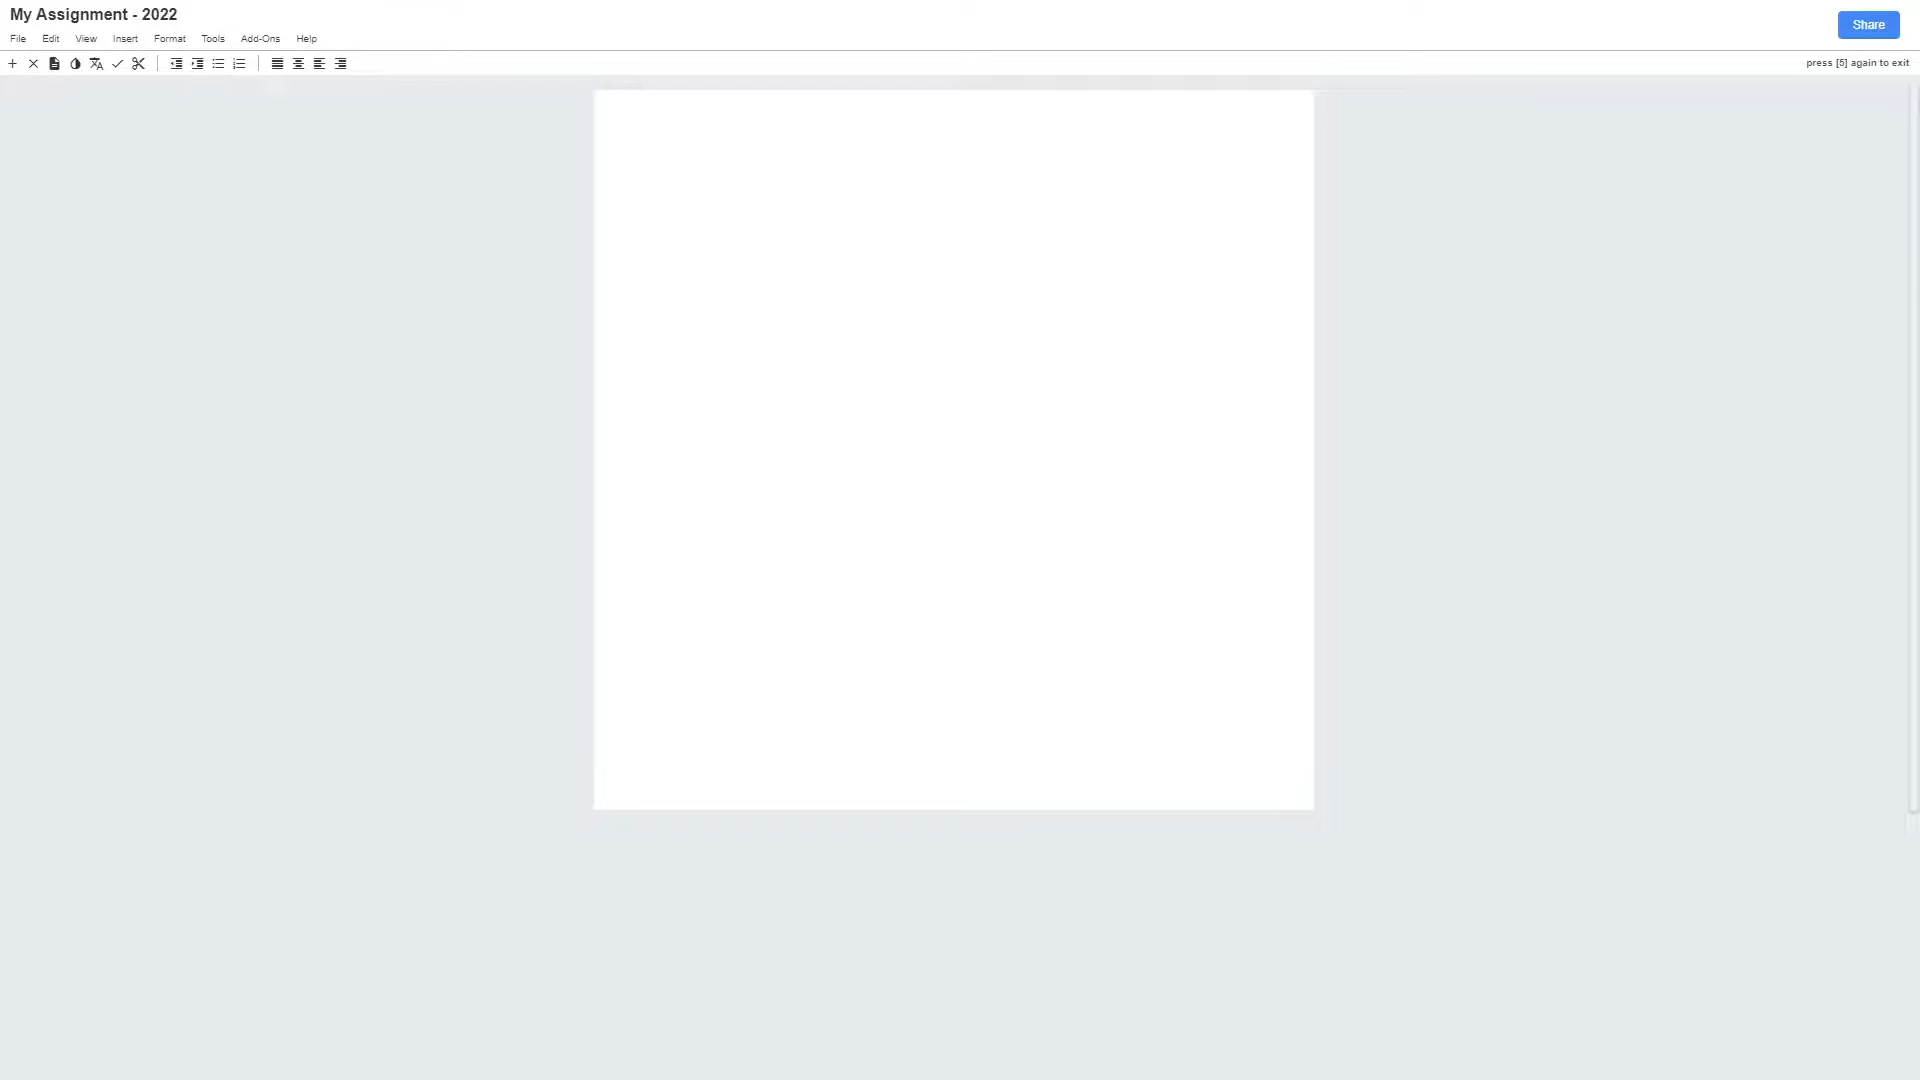 My Assignment - 2022
Share
File Edit View Insert Format Tools Add-Ons Help
press [5] again to exit